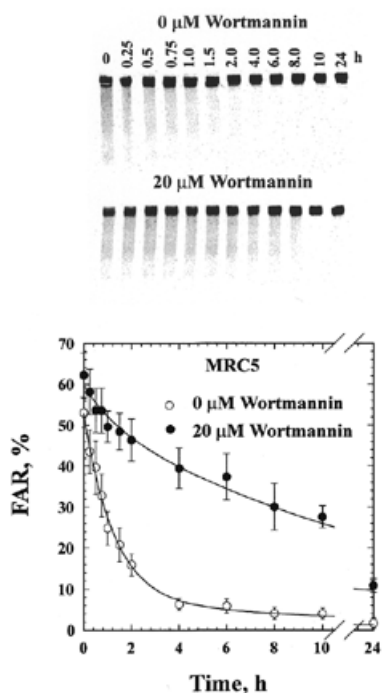 0 μM Wortmannin
0 0.25 0.5 0.75 1.0 1.5 2.0 4.0 6.0 8.0 10 24 h
20 μM Wortmannin
70
60
50
40
30
20
10
0
FAR, %
MRC5
0 μM Wortmannin
20 μM Wortmannin
0 2 4 6 8 10 24
Time, h